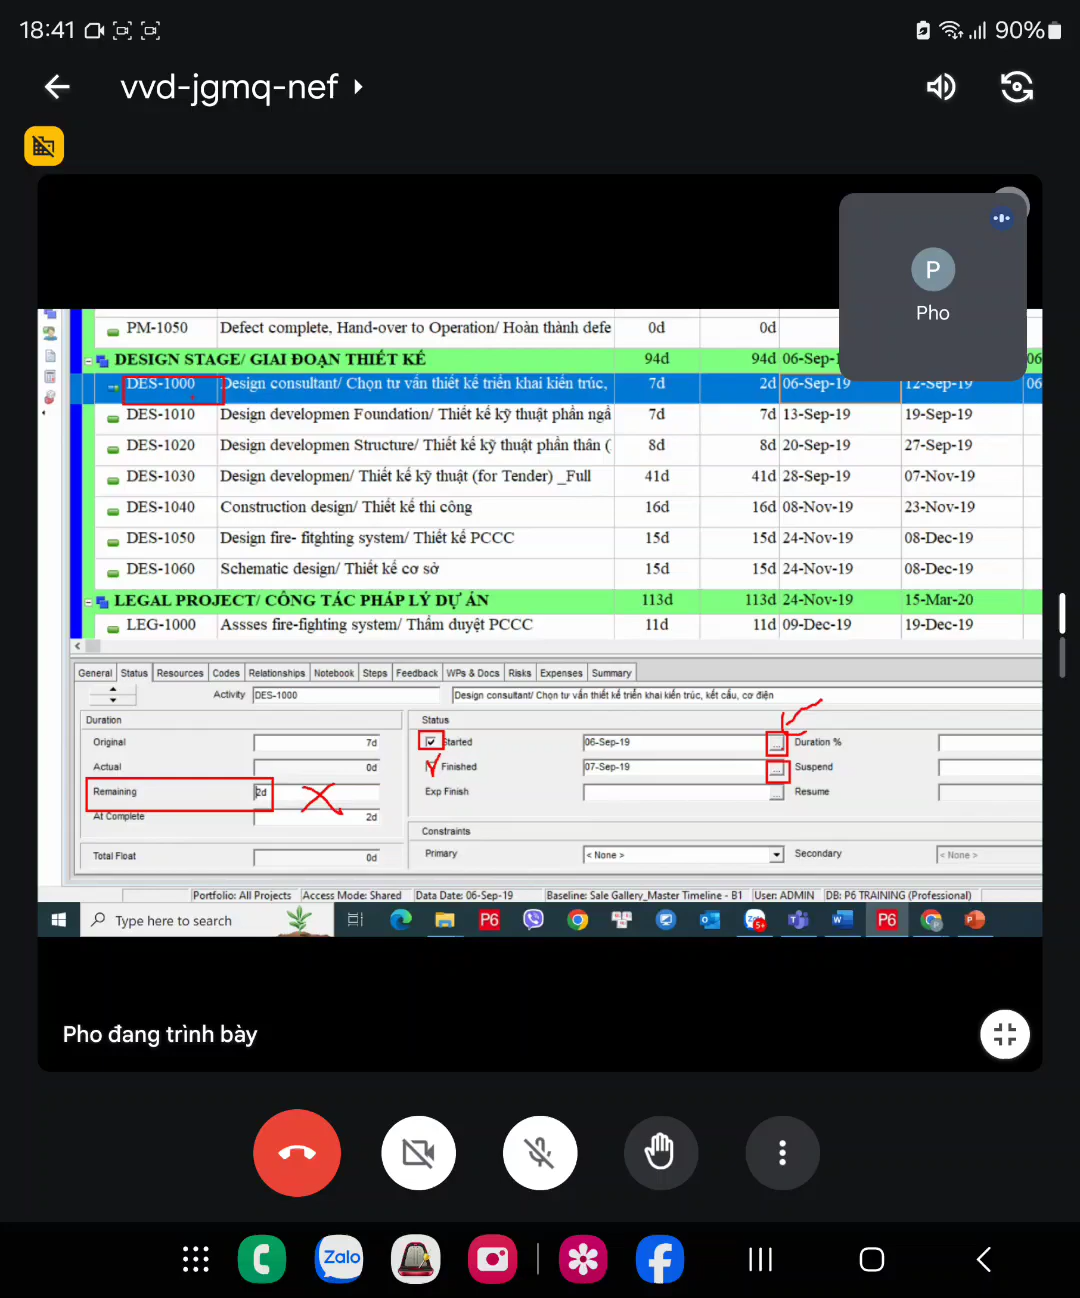 18:41 90%
vvd-jgmq-nef
P
Pho
PM-1050 Defect complete, Hand-over to Operation/ Hoàn thành defe 0d 0d
DESIGN STAGE/ GIAI ĐOẠN THIẾT KẾ 94d 94d 06-Sep-1 06
DES-1000 Design consultant/ Chọn tư vấn thiết kế triển khai kiến trúc, 7d 2d 06-Sep-19 12-Sep-19 06
DES-1010 Design developmen Foundation/ Thiết kế kỹ thuật phần ngầ 7d 7d 13-Sep-19 19-Sep-19
DES-1020 Design developmen Structure/ Thiết kế kỹ thuật phần thân ( 8d 8d 20-Sep-19 27-Sep-19
DES-1030 Design developmen/ Thiết kế kỹ thuật (for Tender) _Full 41d 41d 28-Sep-19 07-Nov-19
DES-1040 Construction design/ Thiết kế thi công 16d 16d 08-Nov-19 23-Nov-19
DES-1050 Design fire- fitghting system/ Thiết kế PCCC 15d 15d 24-Nov-19 08-Dec-19
DES-1060 Schematic design/ Thiết kế cơ sở 15d 15d 24-Nov-19 08-Dec-19
LEGAL PROJECT/ CÔNG TÁC PHÁP LÝ DỰ ÁN 113d 113d 24-Nov-19 15-Mar-20
LEG-1000 Assses fire-fighting system/ Thẩm duyệt PCCC 11d 11d 09-Dec-19 19-Dec-19
General Status Resources Codes Relationships Notebook Steps Feedback WPs & Docs Risks Expenses Summary
Activity DES-1000 Design consultant/ Chọn tư vấn thiết kế triển khai kiến trúc, kết cấu, cơ điện
Duration Status
Original 7d Started 06-Sep-19 ... Duration %
Actual 0d Finished 07-Sep-19 ... Suspend
Remaining 2d Exp Finish ... Resume
At Complete 2d
Constraints
Total Float 0d Primary < None > Secondary < None >
Portfolio: All Projects Access Mode: Shared Data Date: 06-Sep-19 Baseline: Sale Gallery_Master Timeline - B1 User: ADMIN DB: P6 TRAINING (Professional)
Type here to search P6 5+ P6
Pho đang trình bày
Zalo